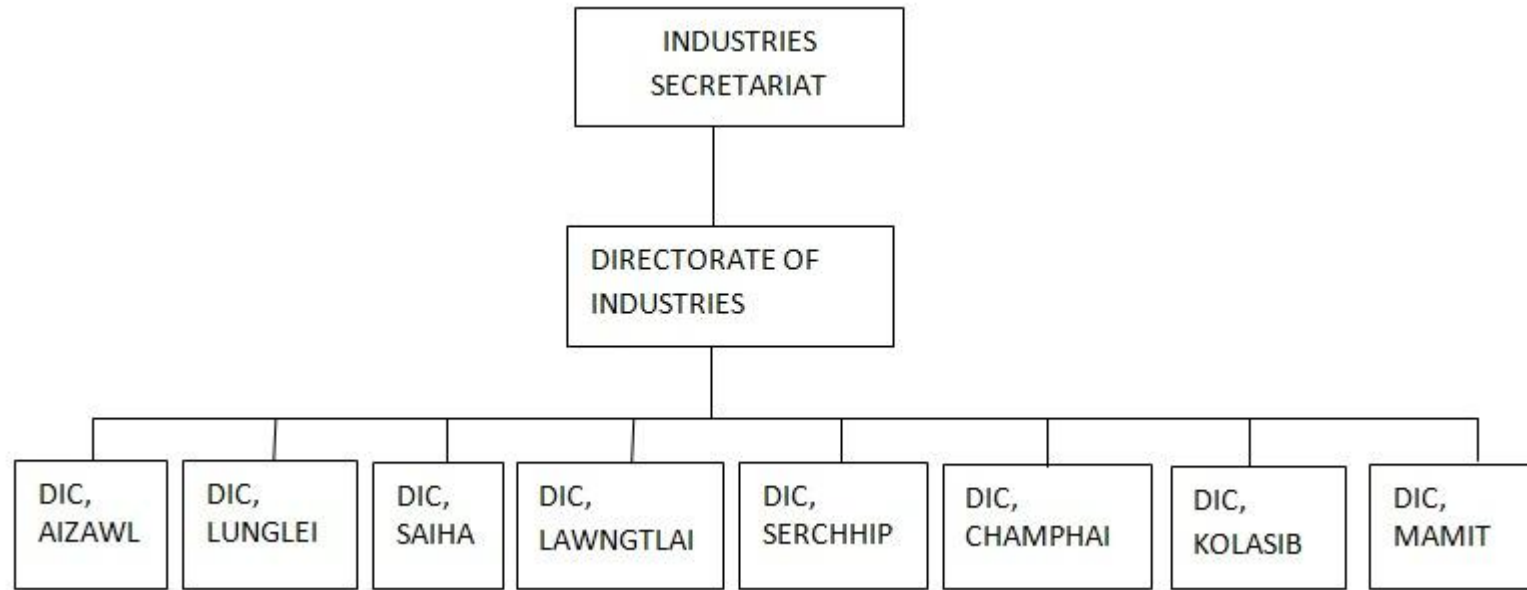 INDUSTRIES
SECRETARIAT
DIRECTORATE OF
INDUSTRIES
DIC,
AIZAWL
DIC,
LUNGLEI
DIC,
SAIHA
DIC,
LAWNGTLAI
DIC,
SERCHHIP
DIC,
CHAMPHAI
DIC,
KOLASIB
DIC,
MAMIT